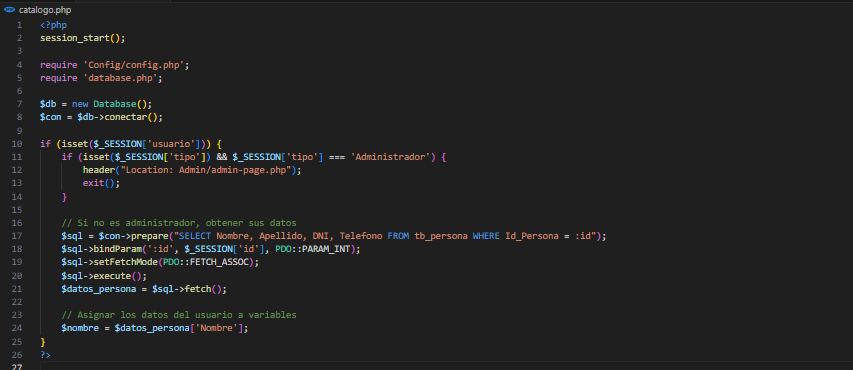 catalogo.php
1 <?php
2 session_start();
3
4 require 'Config/config.php';
5 require 'database.php';
6
7 $db = new Database();
8 $con = $db->conectar();
9
10 if (isset($_SESSION['usuario'])) {
11 if (isset($_SESSION['tipo']) && $_SESSION['tipo'] === 'Administrador') {
12 header("Location: Admin/admin-page.php");
13 exit();
14 }
15
16 // Si no es administrador, obtener sus datos
17 $sql = $con->prepare("SELECT Nombre, Apellido, DNI, Telefono FROM tb_persona WHERE Id_Persona = :id");
18 $sql->bindParam(':id', $_SESSION['id'], PDO::PARAM_INT);
19 $sql->setFetchMode(PDO::FETCH_ASSOC);
20 $sql->execute();
21 $datos_persona = $sql->fetch();
22
23 // Asignar los datos del usuario a variables
24 $nombre = $datos_persona['Nombre'];
25 }
26 ?>
27